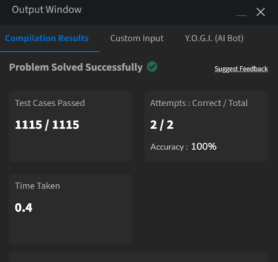 Output Window
Compilation Results Custom Input Y.O.G.I. (AI Bot)
Problem Solved Successfully Suggest Feedback
Test Cases Passed Attempts : Correct / Total
1115 / 1115 2 / 2
Accuracy : 100%
Time Taken
0.4